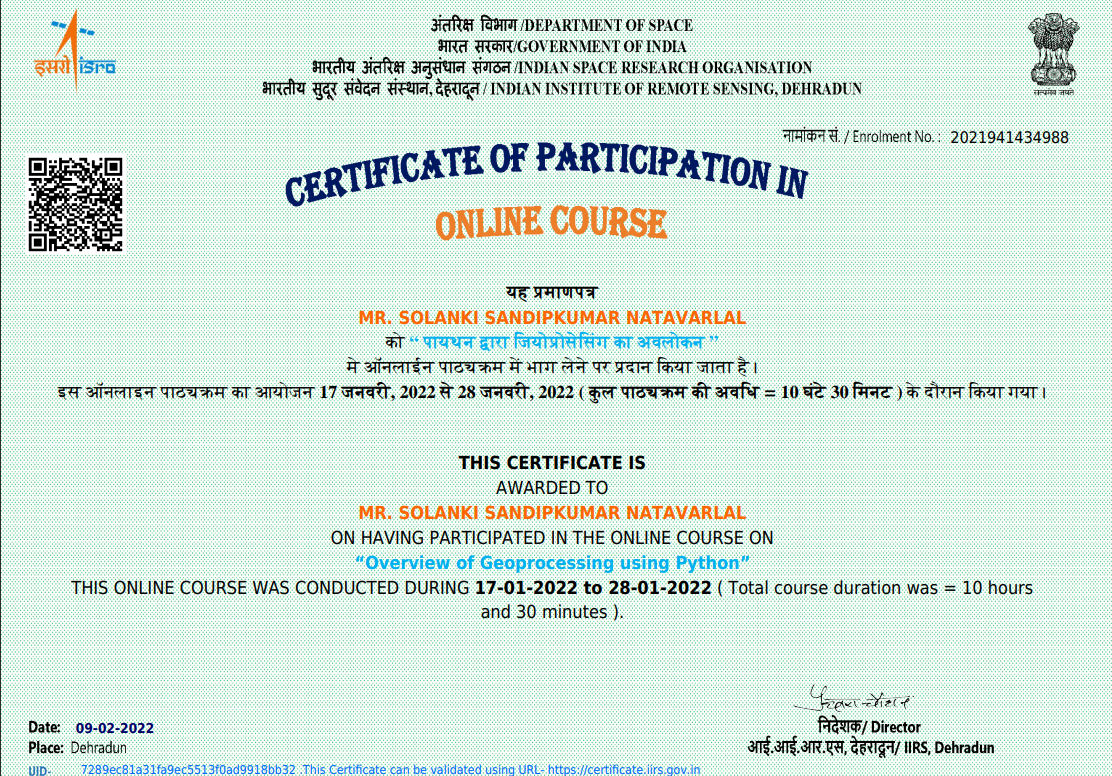 अंतरिक्ष विभाग /DEPARTMENT OF SPACE
भारत सरकार/GOVERNMENT OF INDIA
भारतीय अंतरिक्ष अनुसंधान संगठन /INDIAN SPACE RESEARCH ORGANISATION
भारतीय सुदूर संवेदन संस्थान, देहरादून / INDIAN INSTITUTE OF REMOTE SENSING, DEHRADUN
इसरो isro
सत्यमेव जयते
नामांकन सं. / Enrolment No. : 2021941434988
CERTIFICATE OF PARTICIPATION IN
ONLINE COURSE
यह प्रमाणपत्र
MR. SOLANKI SANDIPKUMAR NATAVARLAL
को “ पायथन द्वारा जियोप्रोसेसिंग का अवलोकन ”
मे ऑनलाईन पाठ्यक्रम में भाग लेने पर प्रदान किया जाता है।
इस ऑनलाइन पाठ्यक्रम का आयोजन 17 जनवरी, 2022 से 28 जनवरी, 2022 ( कुल पाठ्यक्रम की अवधि = 10 घंटे 30 मिनट ) के दौरान किया गया।
THIS CERTIFICATE IS
AWARDED TO
MR. SOLANKI SANDIPKUMAR NATAVARLAL
ON HAVING PARTICIPATED IN THE ONLINE COURSE ON
“Overview of Geoprocessing using Python”
THIS ONLINE COURSE WAS CONDUCTED DURING 17-01-2022 to 28-01-2022 ( Total course duration was = 10 hours
and 30 minutes ).
निदेशक/ Director
आई.आई.आर.एस, देहरादून/ IIRS, Dehradun
Date: 09-02-2022
Place: Dehradun
UID- 7289ec81a31fa9ec5513f0ad9918bb32 .This Certificate can be validated using URL- https://certificate.iirs.gov.in